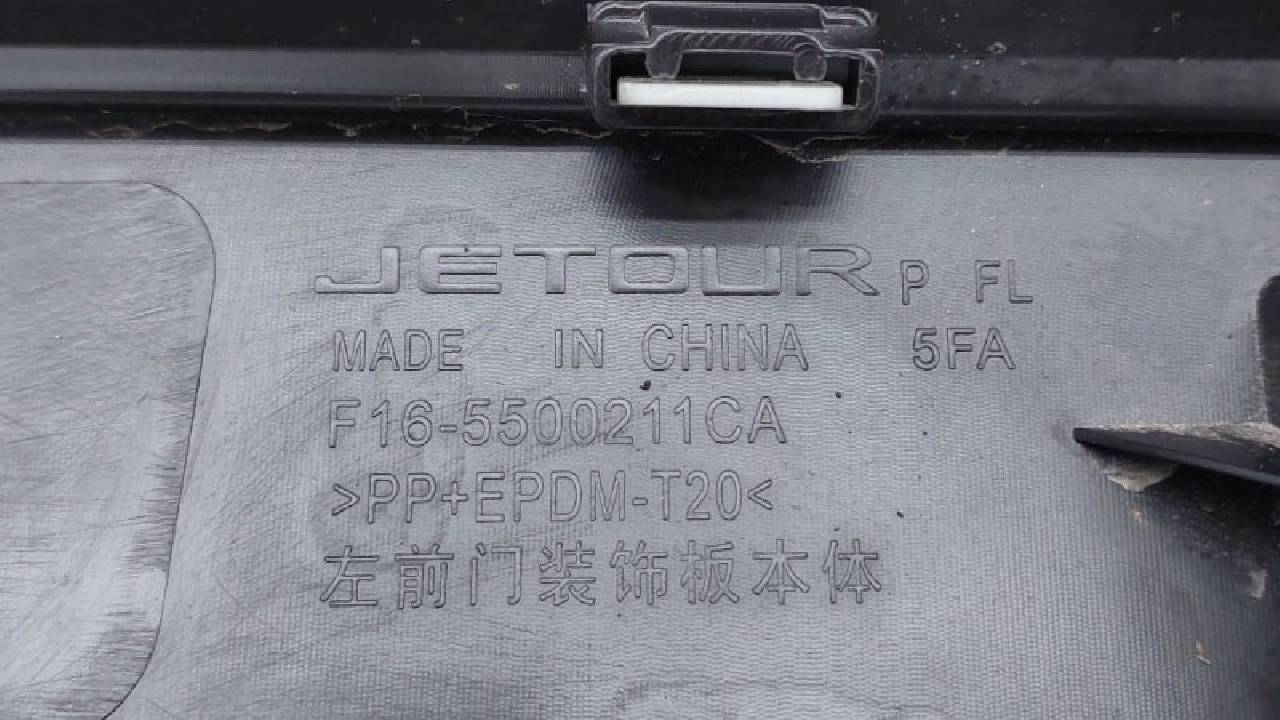 JETOUR P FL
MADE IN CHINA 5FA
F16-5500211CA
>PP+EPDM-T20<
左前门装饰板本体